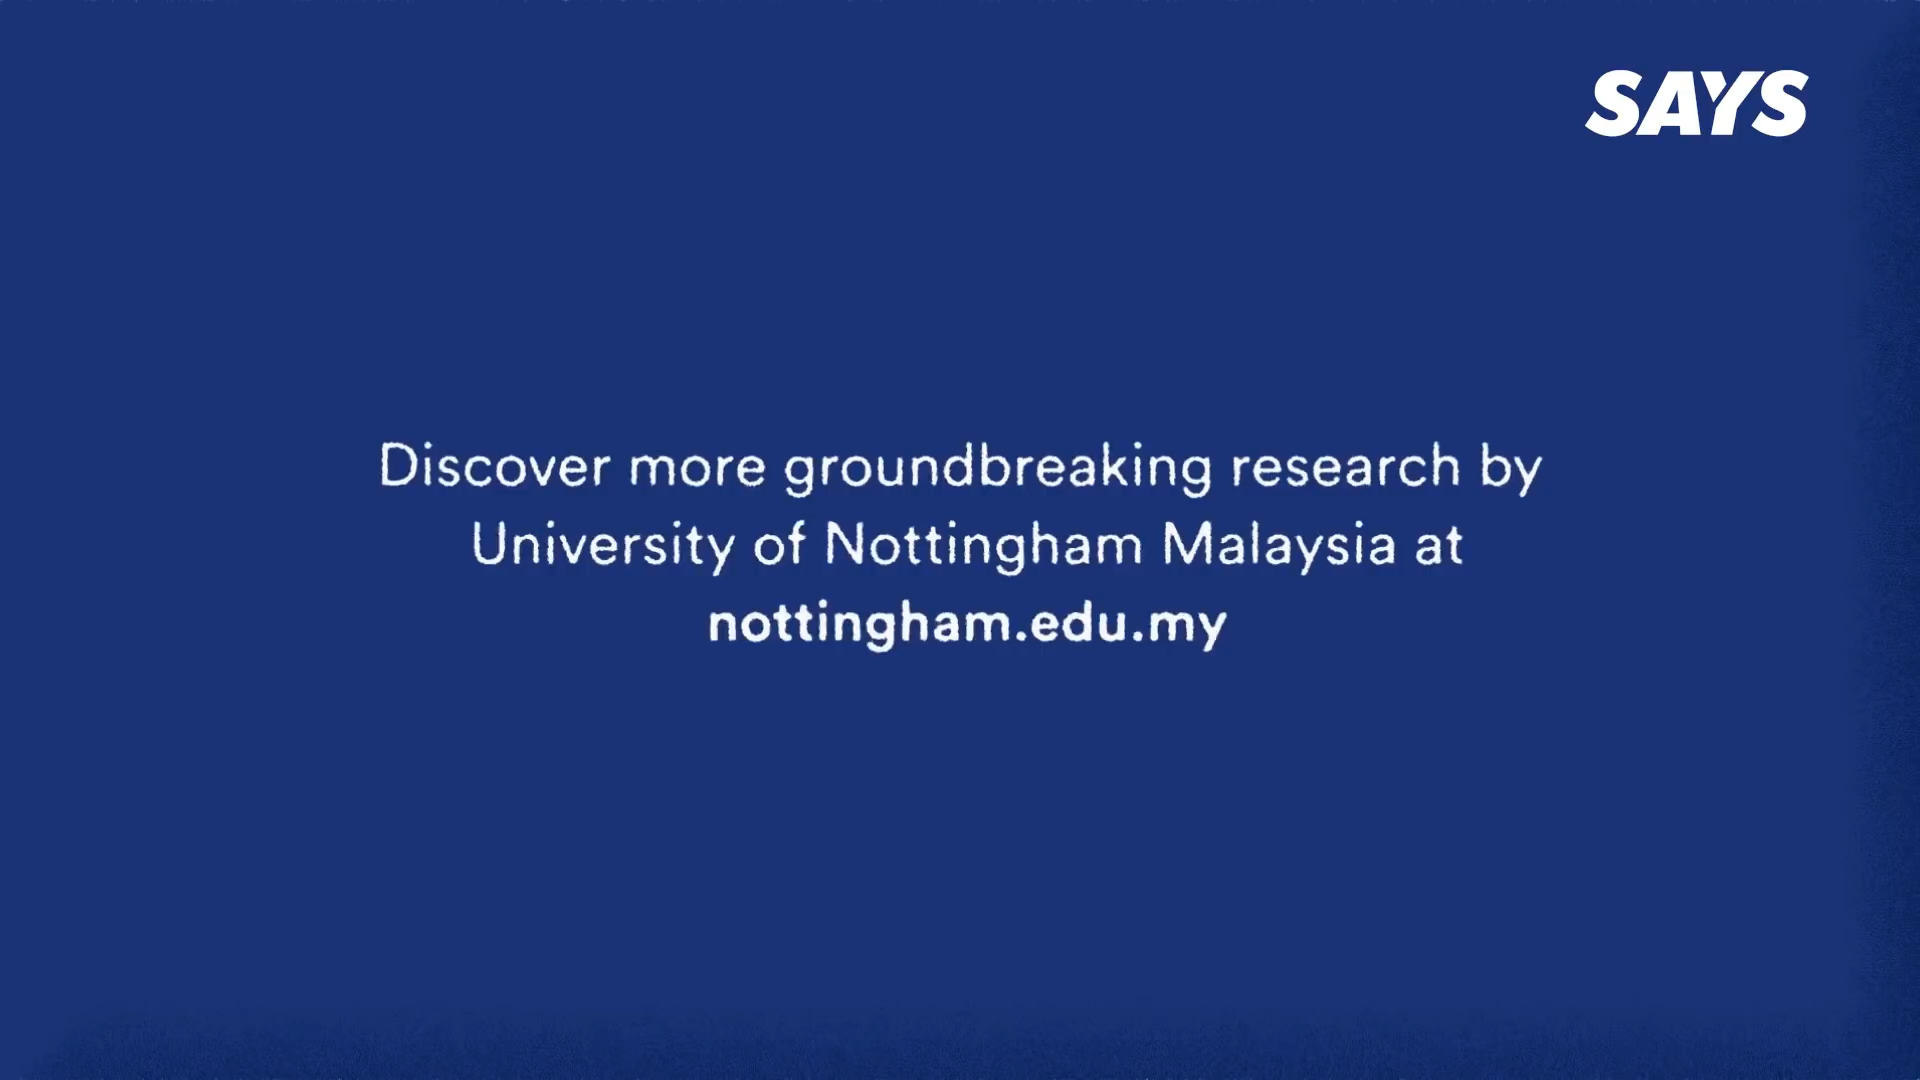 SAYS
Discover more groundbreaking research by
University of Nottingham Malaysia at
nottingham.edu.my